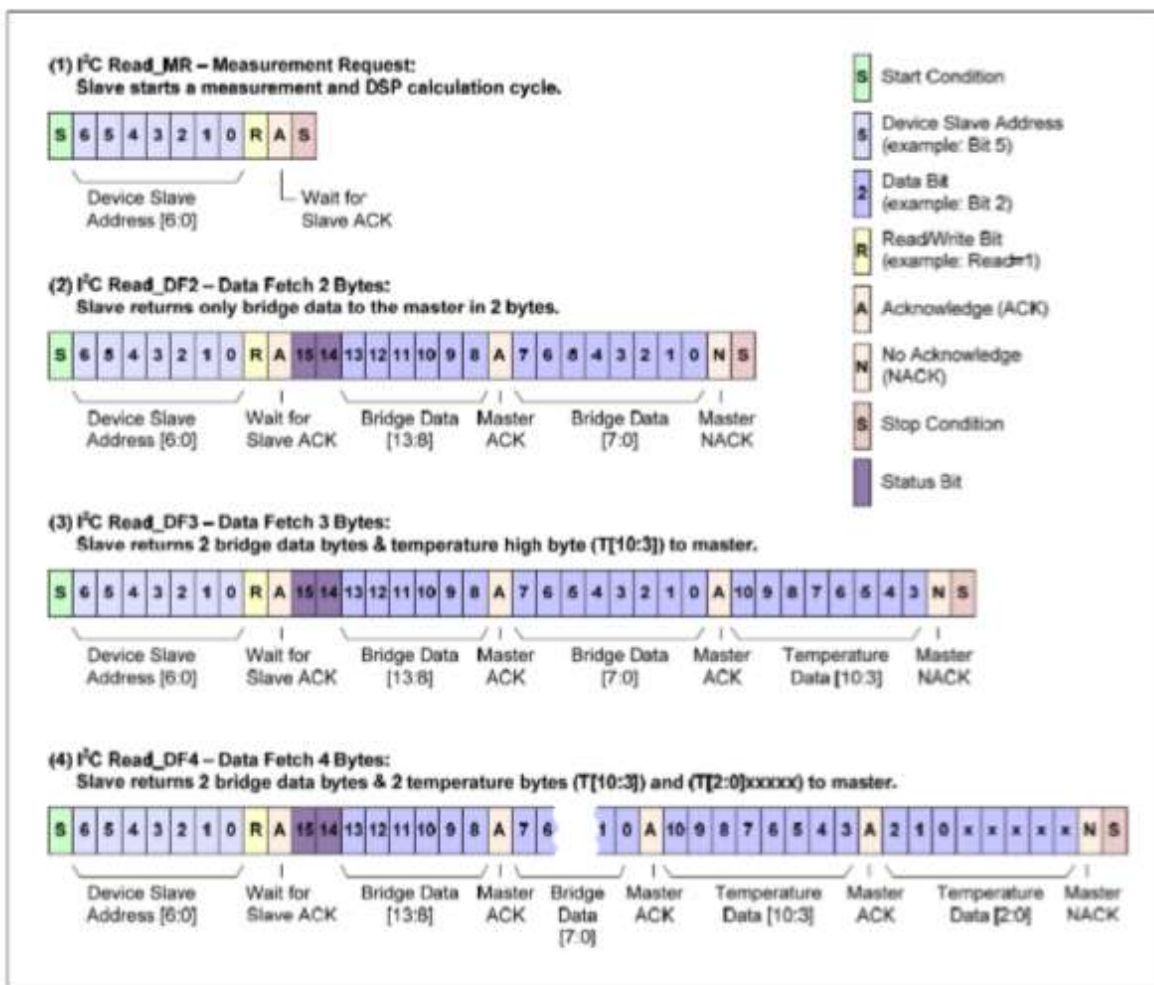 (1) I²C Read_MR – Measurement Request:
Slave starts a measurement and DSP calculation cycle.
S 6 5 4 3 2 1 0 R A S
Device Slave
Address [6:0]
Wait for
Slave ACK
(2) I²C Read_DF2 – Data Fetch 2 Bytes:
Slave returns only bridge data to the master in 2 bytes.
S 6 5 4 3 2 1 0 R A 15 14 13 12 11 10 9 8 A 7 6 5 4 3 2 1 0 N S
Device Slave
Address [6:0]
Wait for
Slave ACK
Bridge Data
[13:8]
Master
ACK
Bridge Data
[7:0]
Master
NACK
(3) I²C Read_DF3 – Data Fetch 3 Bytes:
Slave returns 2 bridge data bytes & temperature high byte (T[10:3]) to master.
S 6 5 4 3 2 1 0 R A 15 14 13 12 11 10 9 8 A 7 6 5 4 3 2 1 0 A 10 9 8 7 6 5 4 3 N S
Device Slave
Address [6:0]
Wait for
Slave ACK
Bridge Data
[13:8]
Master
ACK
Bridge Data
[7:0]
Master
ACK
Temperature
Data [10:3]
Master
NACK
(4) I²C Read_DF4 – Data Fetch 4 Bytes:
Slave returns 2 bridge data bytes & 2 temperature bytes (T[10:3]) and (T[2:0]xxxxx) to master.
S 6 5 4 3 2 1 0 R A 15 14 13 12 11 10 9 8 A 7 6 1 0 A 10 9 8 7 6 5 4 3 A 2 1 0 x x x x x N S
Device Slave
Address [6:0]
Wait for
Slave ACK
Bridge Data
[13:8]
Master
ACK
Bridge
Data
[7:0]
Master
ACK
Temperature
Data [10:3]
Master
ACK
Temperature
Data [2:0]
Master
NACK
S Start Condition
5 Device Slave Address
(example: Bit 5)
2 Data Bit
(example: Bit 2)
R Read/Write Bit
(example: Read=1)
A Acknowledge (ACK)
N No Acknowledge
(NACK)
S Stop Condition
Status Bit